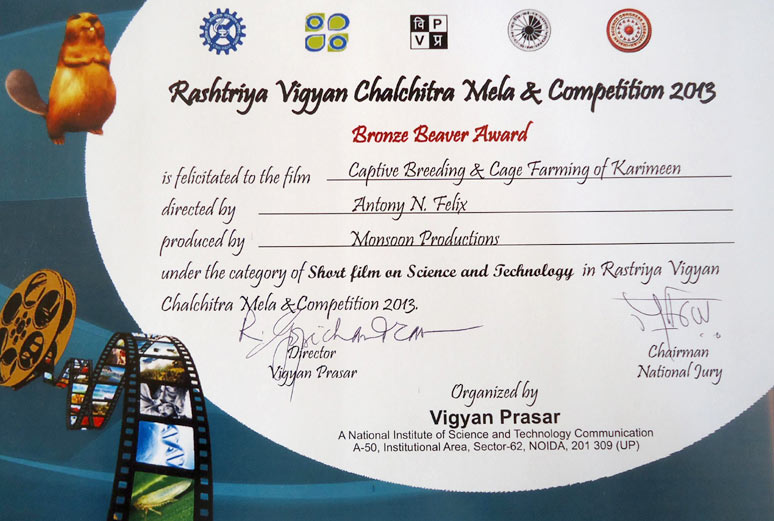 वि P
V प्र
Rashtriya Vigyan Chalchitra Mela & Competition 2013
Bronze Beaver Award
is felicitated to the film Captive Breeding & Cage Farming of Karimeen
directed by Antony N. Felix
produced by Monsoon Productions
under the category of Short film on Science and Technology in Rastriya Vigyan
Chalchitra Mela & Competition 2013.
Director
Vigyan Prasar
Chairman
National Jury
Organized by
Vigyan Prasar
A National Institute of Science and Technology Communication
A-50, Institutional Area, Sector-62, NOIDA, 201 309 (UP)